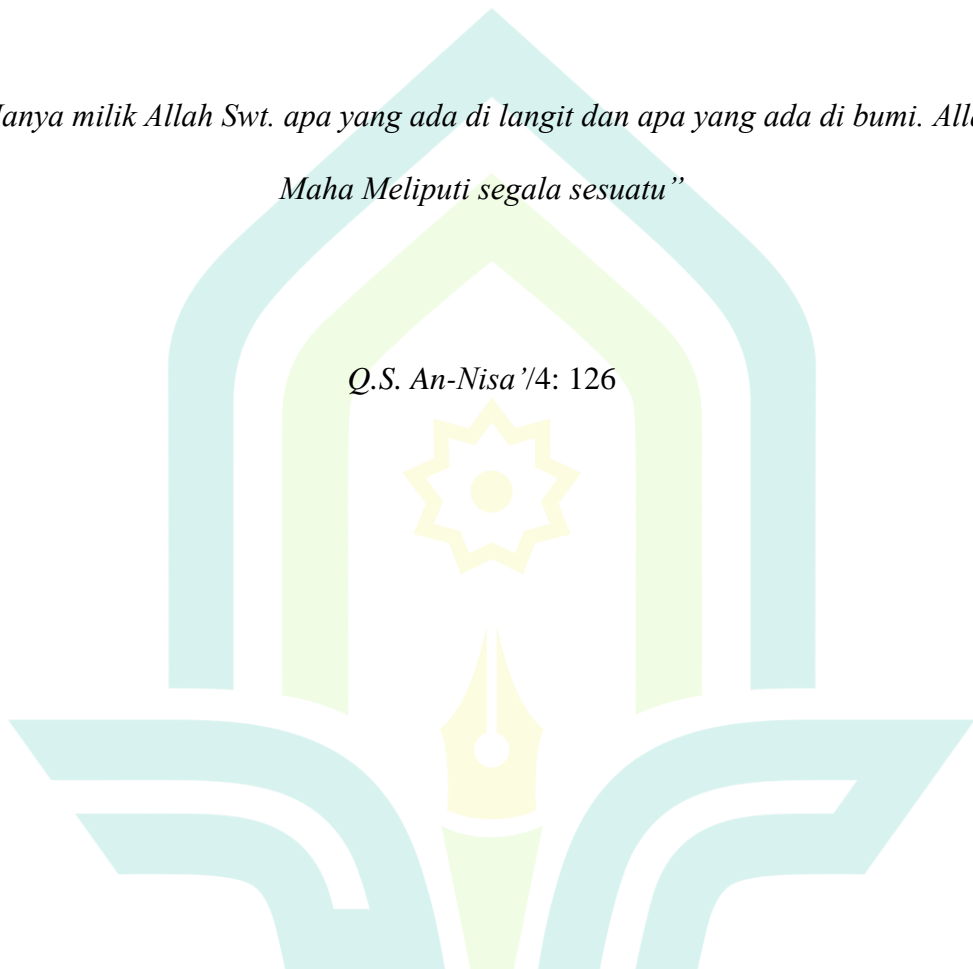 anya milik Allah Swt. apa yang ada di langit dan apa yang ada di bumi.
Maha Meliputi segala sesuatu”
Q.S. An-Nisa’/4: 126